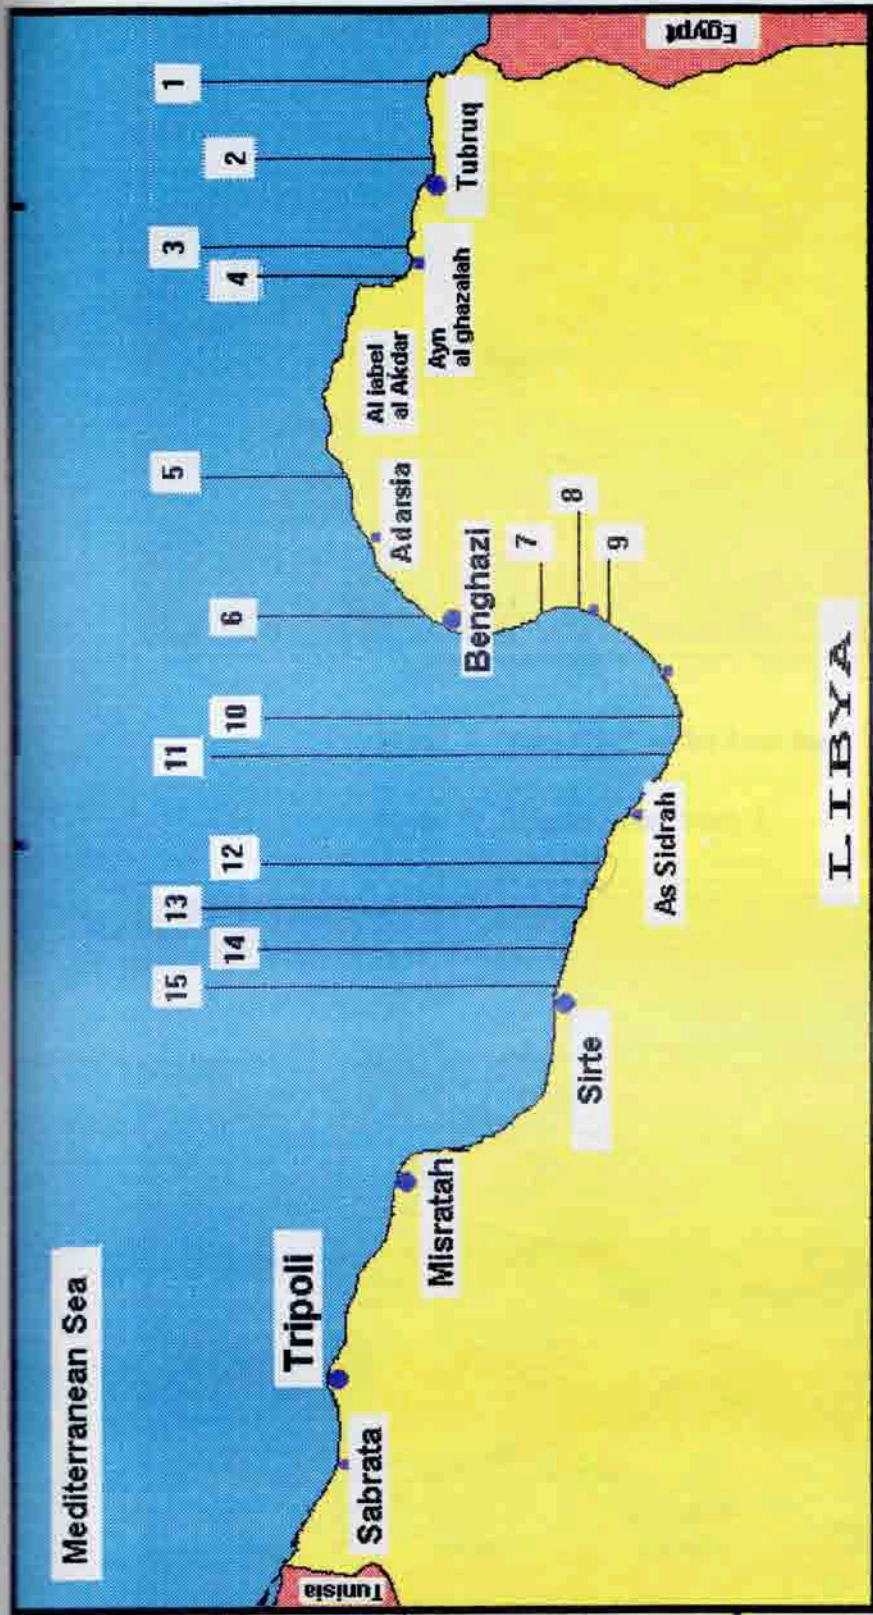 Mediterranean Sea
Tunisia
Sabrata
Tripoli
Misratah
Sirte
15
14
13
12
11
10
As Sidrah
LIBYA
6
Benghazi
7
8
9
Adarsia
5
Al jabel
al Akdar
Ayn
al ghazalah
4
3
2
Tubruq
1
Egypt